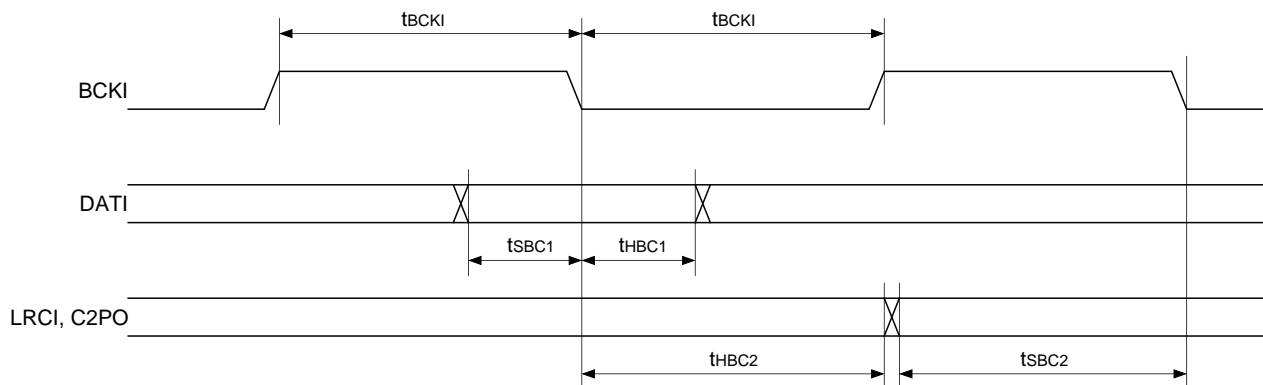 tBCKI tBCKI
BCKI
DATI
tSBC1 tHBC1
LRCI, C2PO
tHBC2 tSBC2